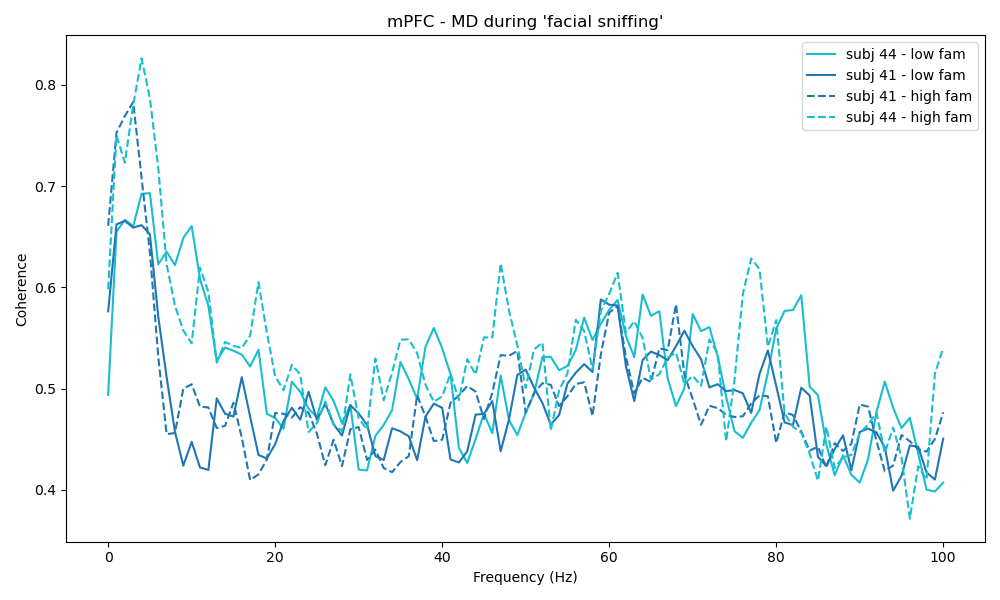 mPFC - MD during 'facial sniffing'
subj 44 - low fam
subj 41 - low fam
subj 41 - high fam
subj 44 - high fam
Coherence
0.8
0.7
0.6
0.5
0.4
0 20 40 60 80 100
Frequency (Hz)